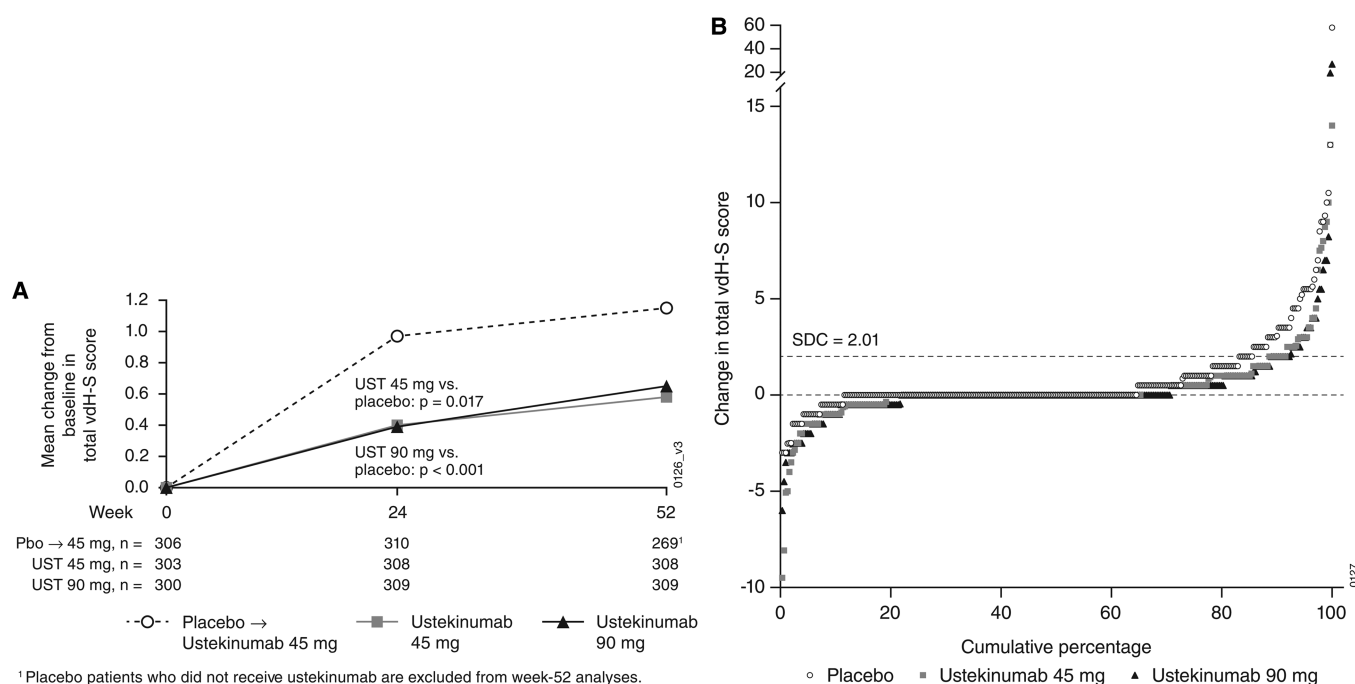 A
Mean change from
baseline in
total vdH-S score
1.2
1.0
0.8
0.6
0.4
0.2
0.0
UST 45 mg vs.
placebo: p = 0.017
UST 90 mg vs.
placebo: p < 0.001
0126_v3
Week 0 24 52
Pbo → 45 mg, n = 306 310 269¹
UST 45 mg, n = 303 308 308
UST 90 mg, n = 300 309 309
Placebo →
Ustekinumab 45 mg
Ustekinumab
45 mg
Ustekinumab
90 mg
¹ Placebo patients who did not receive ustekinumab are excluded from week-52 analyses.
B
Change in total vdH-S score
60
40
20
15
10
5
0
-5
-10
SDC = 2.01
0 20 40 60 80 100
Cumulative percentage
Placebo Ustekinumab 45 mg Ustekinumab 90 mg